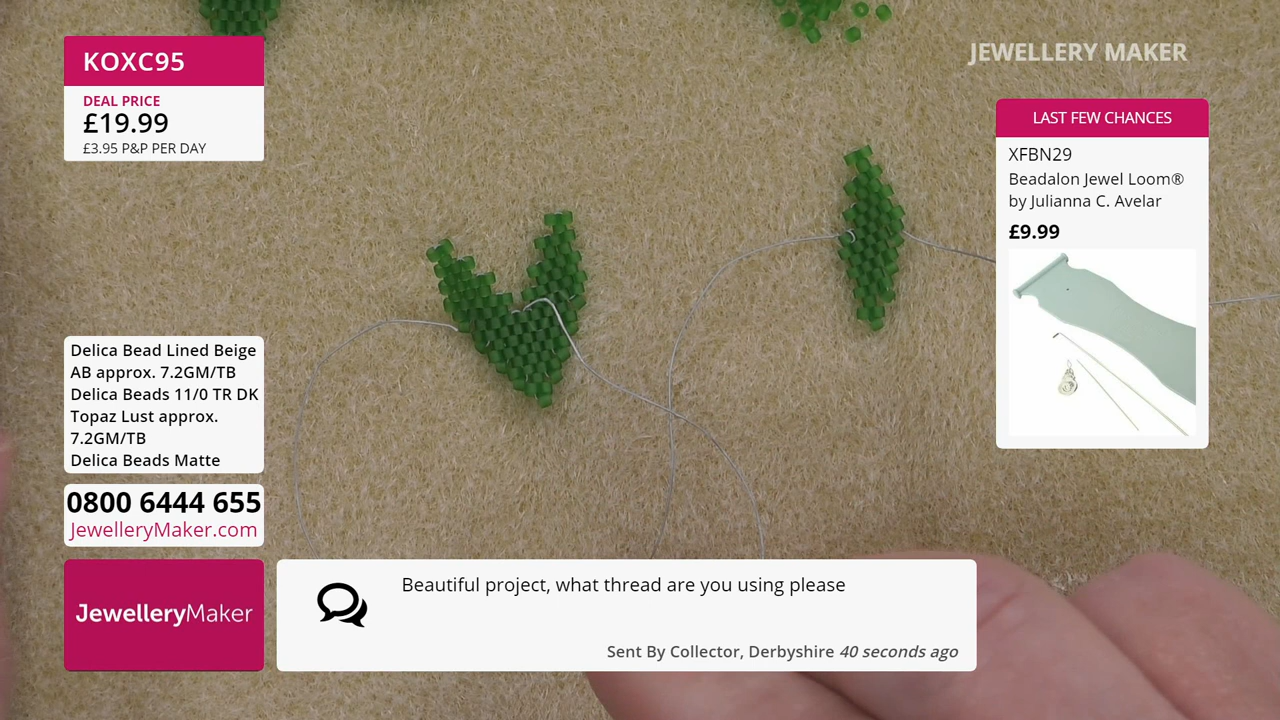 KOXC95
DEAL PRICE
£19.99
£3.95 P&P PER DAY
JEWELLERY MAKER
LAST FEW CHANCES
XFBN29
Beadalon Jewel Loom®
by Julianna C. Avelar
£9.99
Delica Bead Lined Beige
AB approx. 7.2GM/TB
Delica Beads 11/0 TR DK
Topaz Lust approx.
7.2GM/TB
Delica Beads Matte
0800 6444 655
JewelleryMaker.com
JewelleryMaker
Beautiful project, what thread are you using please
Sent By Collector, Derbyshire 40 seconds ago